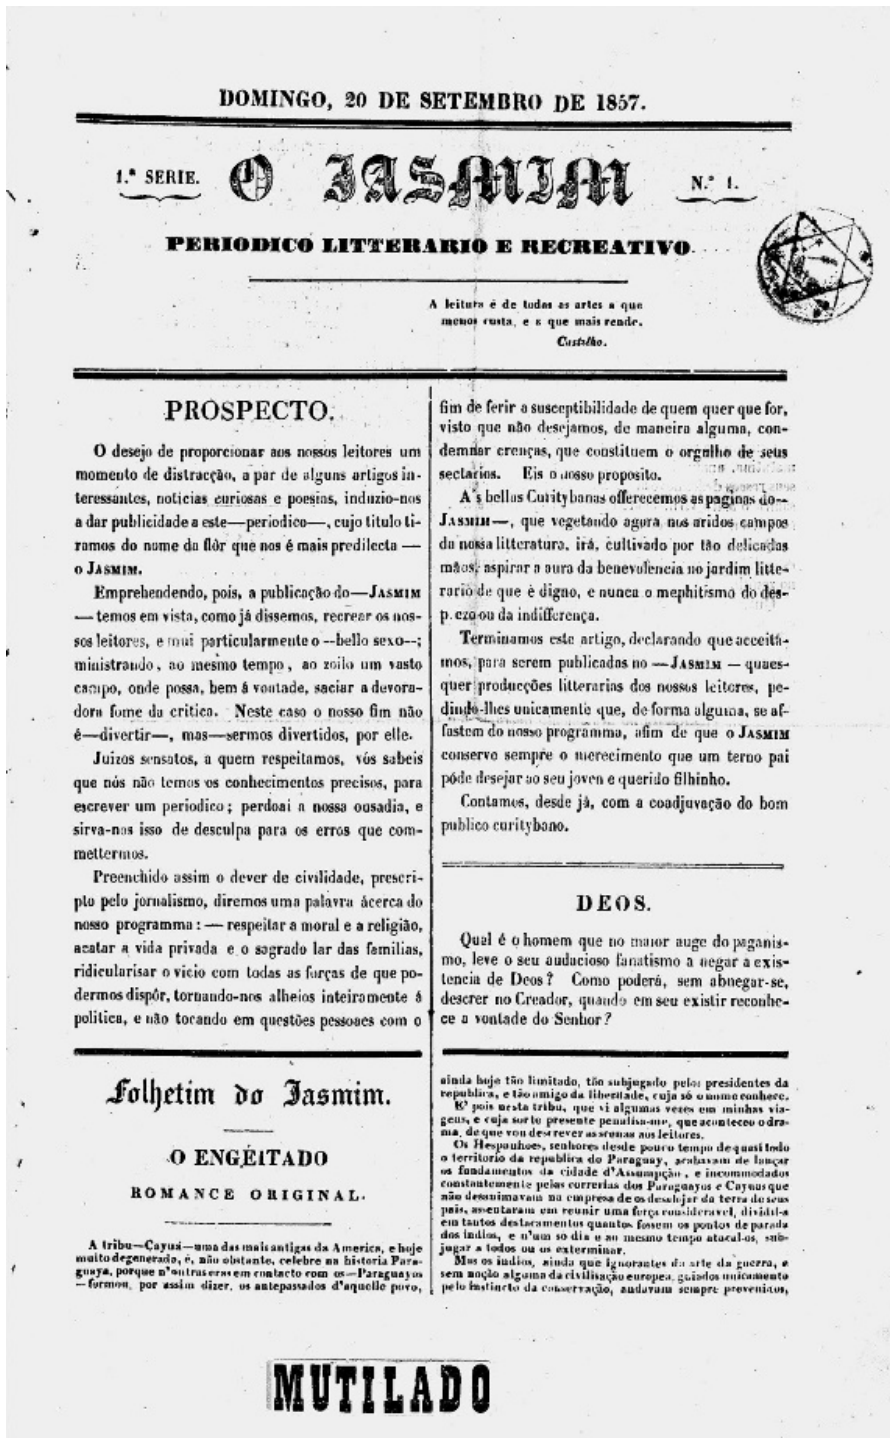 DOMINGO, 20 DE SETEMBRO DE 1857.
1.ª SERIE.
O JASMIM
N.º 1.
PERIODICO LITTERARIO E RECREATIVO
A leitura é de todas as artes a que
menos custa, e a que mais rende.
Castilho.
PROSPECTO.
O desejo de proporcionar aos nossos leitores um
momento de distracção, a par de alguns artigos in-
teressantes, noticias curiosas e poesias, induzio-nos
a dar publicidade a este—periodico—, cujo titulo ti-
ramos do nome da flôr que nos é mais predilecta —
o JASMIM.
Emprehendendo, pois, a publicação do—JASMIM
—temos em vista, como já dissemos, recrear os nos-
sos leitores, e mui particularmente o --bello sexo--;
ministrando, ao mesmo tempo, ao zoilo um vasto
campo, onde possa, bem á vontade, saciar a devora-
dora fome da critica. Neste caso o nosso fim não
é—divertir—, mas—sermos divertidos, por elle.
Juizos sensatos, a quem respeitamos, vós sabeis
que nós não temos os conhecimentos precisos, para
escrever um periodico; perdoai a nossa ousadia, e
sirva-nos isso de desculpa para os erros que com-
mettermos.
Preenchido assim o dever de civilidade, prescri-
pto pelo jornalismo, diremos uma palavra ácerca do
nosso programma: — respeitar a moral e a religião,
acatar a vida privada e o sagrado lar das familias,
ridicularisar o vicio com todas as forças de que po-
dermos dispôr, tornando-nos alheios inteiramente á
politica, e não tocando em questões pessoaes com o
fim de ferir a susceptibilidade de quem quer que for,
visto que não desejamos, de maneira alguma, con-
demnar crenças, que constituem o orgulho de seus
sectarios. Eis o nosso proposito.
A's bellas Curitybanas offerecemos as paginas do--
JASMIM—, que vegetando agora nos aridos campos
da nossa litteratura, irá, cultivado por tão delicadas
mãos, aspirar a aura da benevolencia no jardim litte-
rario de que é digno, e nunca o mephitismo do des-
p.ezo ou da indifferença.
Terminamos este artigo, declarando que acceitá-
mos, para serem publicadas no —JASMIM — quaes-
quer producções litterarias dos nossos leitores, pe-
dindo-lhes unicamente que, de forma alguma, se af-
fastem do nosso programma, afim de que o JASMIM
conserve sempre o merecimento que um terno pai
póde desejar ao seu joven e querido filhinho.
Contamos, desde já, com a coadjuvação do bom
publico curitybano.
DEOS.
Qual é o homem que no maior auge do paganis-
mo, leve o seu audacioso fanatismo a negar a exis-
tencia de Deos? Como poderá, sem abnegar-se,
descrer no Creador, quando em seu existir reconhe-
ce a vontade do Senhor?
Folhetim do Jasmim.
O ENGEITADO
ROMANCE ORIGINAL.
A tribu—Cayuá—uma das mais antigas da America, e hoje
muito degenerada, é, não obstante, celebre na historia Para-
guaya, porque n'outras eras em contacto com os—Paraguayos
—formou, por assim dizer, os antepassados d'aquelle povo,
ainda hoje tão limitado, tão subjugado pelos presidentes da
republica, e tão amigo da liberdade, cuja só o nome conhece.
E' pois nesta tribu, que vi algumas vezes em minhas via-
gens, e cuja sorte presente penalisa-me, que aconteceu o dra-
ma, de que vou descrever as scenas aos leitores.
Os Hespanhoes, senhores desde pouco tempo de quasi todo
o territorio da republica do Paraguay, acabavam de lançar
os fundamentos da cidade d'Assumpção, e incommodados
constantemente pelas correrias dos Paraguayos e Cayuas que
não desanimavam na empresa de os desalojar da terra de seus
pais, assentaram em reunir uma força consideravel, dividil-a
em tantos destacamentos quantos fossem os pontos de parada
dos indios, e n'um so dia e ao mesmo tempo atacal-os, sub-
jugar a todos ou os exterminar.
Mas os indios, ainda que ignorantes da arte da guerra, e
sem noção alguma da civilisação europea, guiados unicamente
pelo instincto da conservação, andavam sempre prevenidos,
MUTILADO